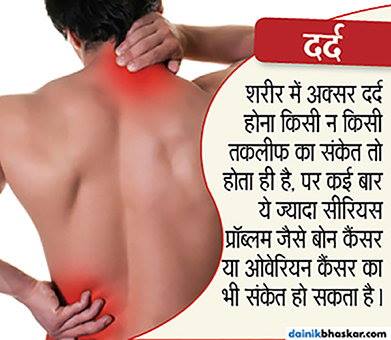 दर्द
शरीर में अक्सर दर्द
होना किसी न किसी
तकलीफ का संकेत तो
होता ही है, पर कई बार
ये ज्यादा सीरियस
प्रॉब्लम जैसे बोन कैंसर
या ओवेरियन कैंसर का
भी संकेत हो सकता है।
dainikbhaskar.com